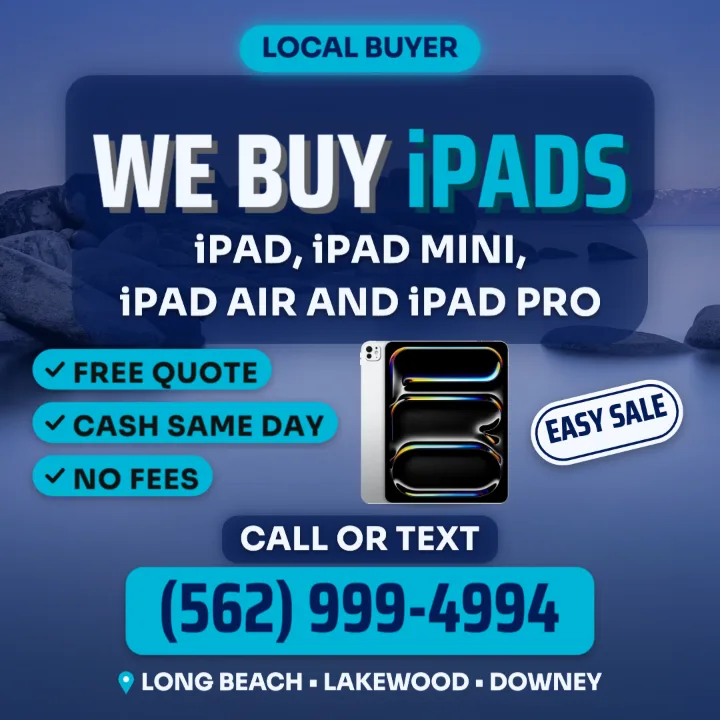 LOCAL BUYER
WE BUY iPADS
iPAD, iPAD MINI,
iPAD AIR AND iPAD PRO
✓ FREE QUOTE
✓ CASH SAME DAY
✓ NO FEES
EASY SALE
CALL OR TEXT
(562) 999-4994
LONG BEACH ▪ LAKEWOOD ▪ DOWNEY